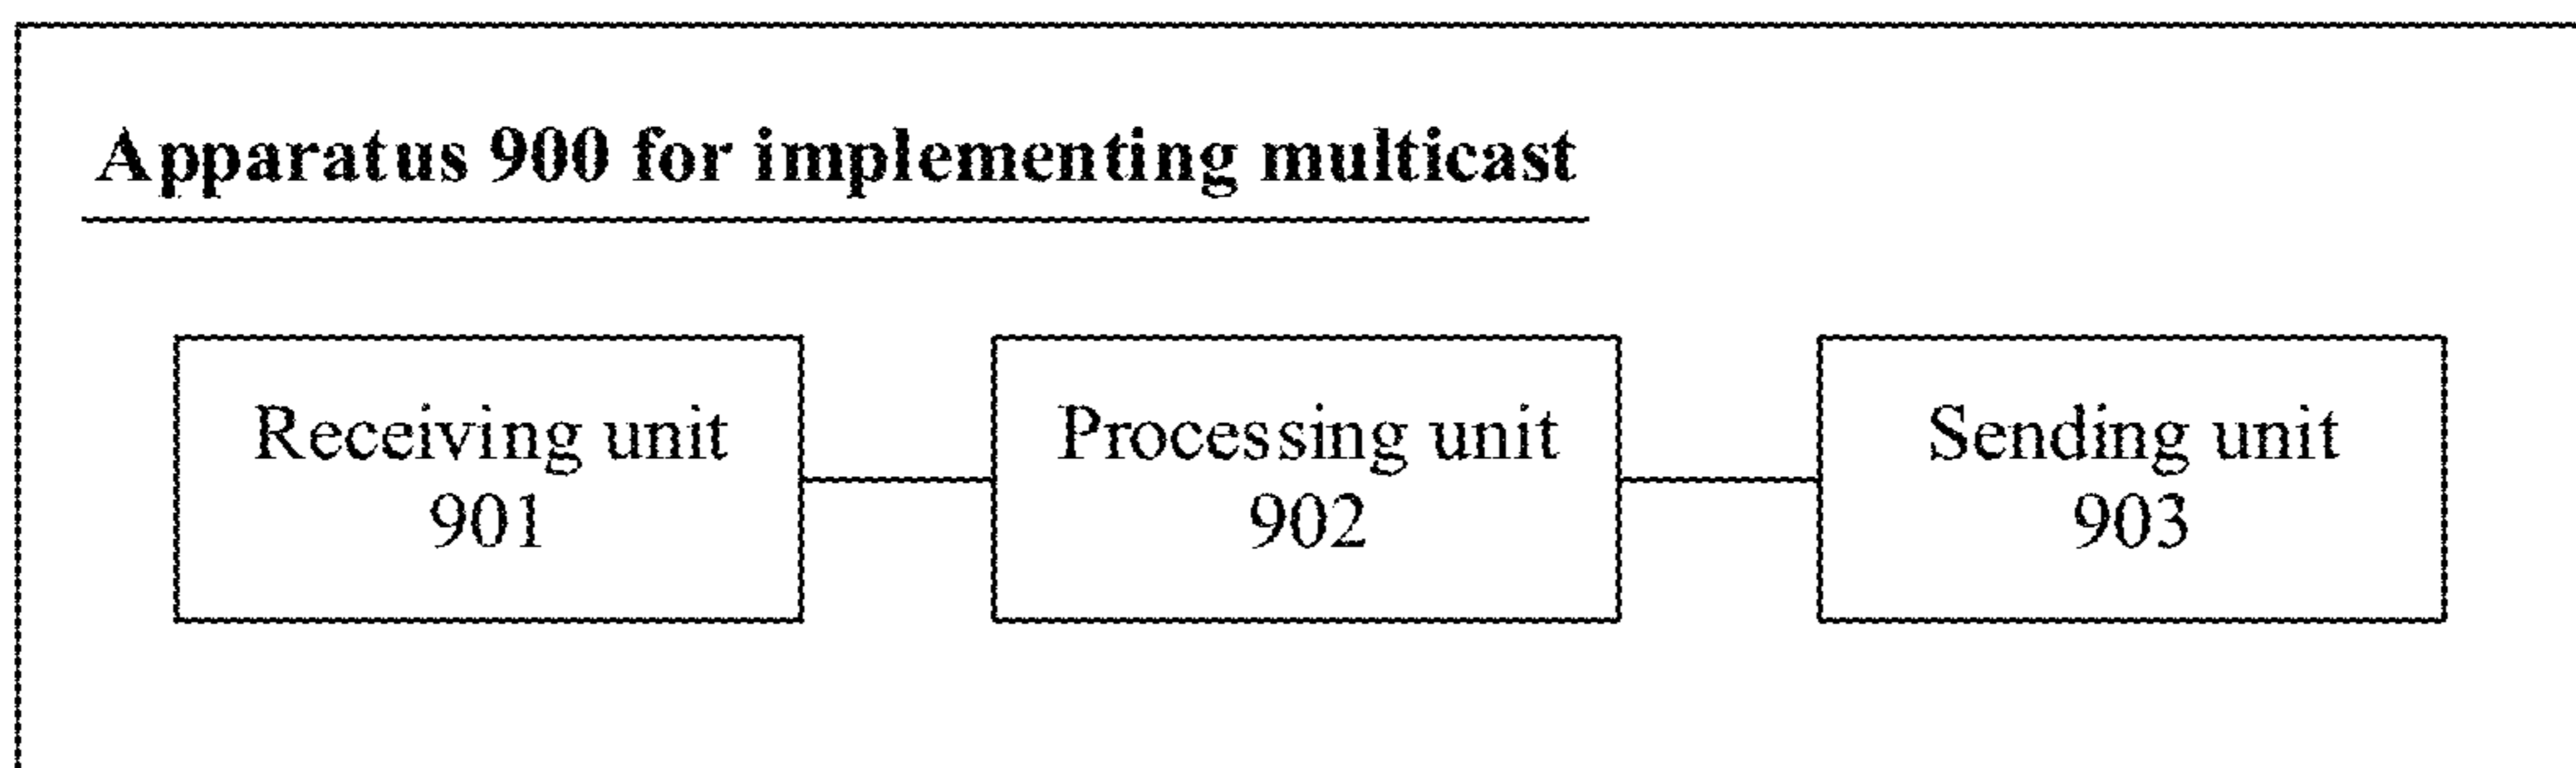 Apparatus 900 for implementing multicast
Receiving unit
901
Processing unit
902
Sending unit
903